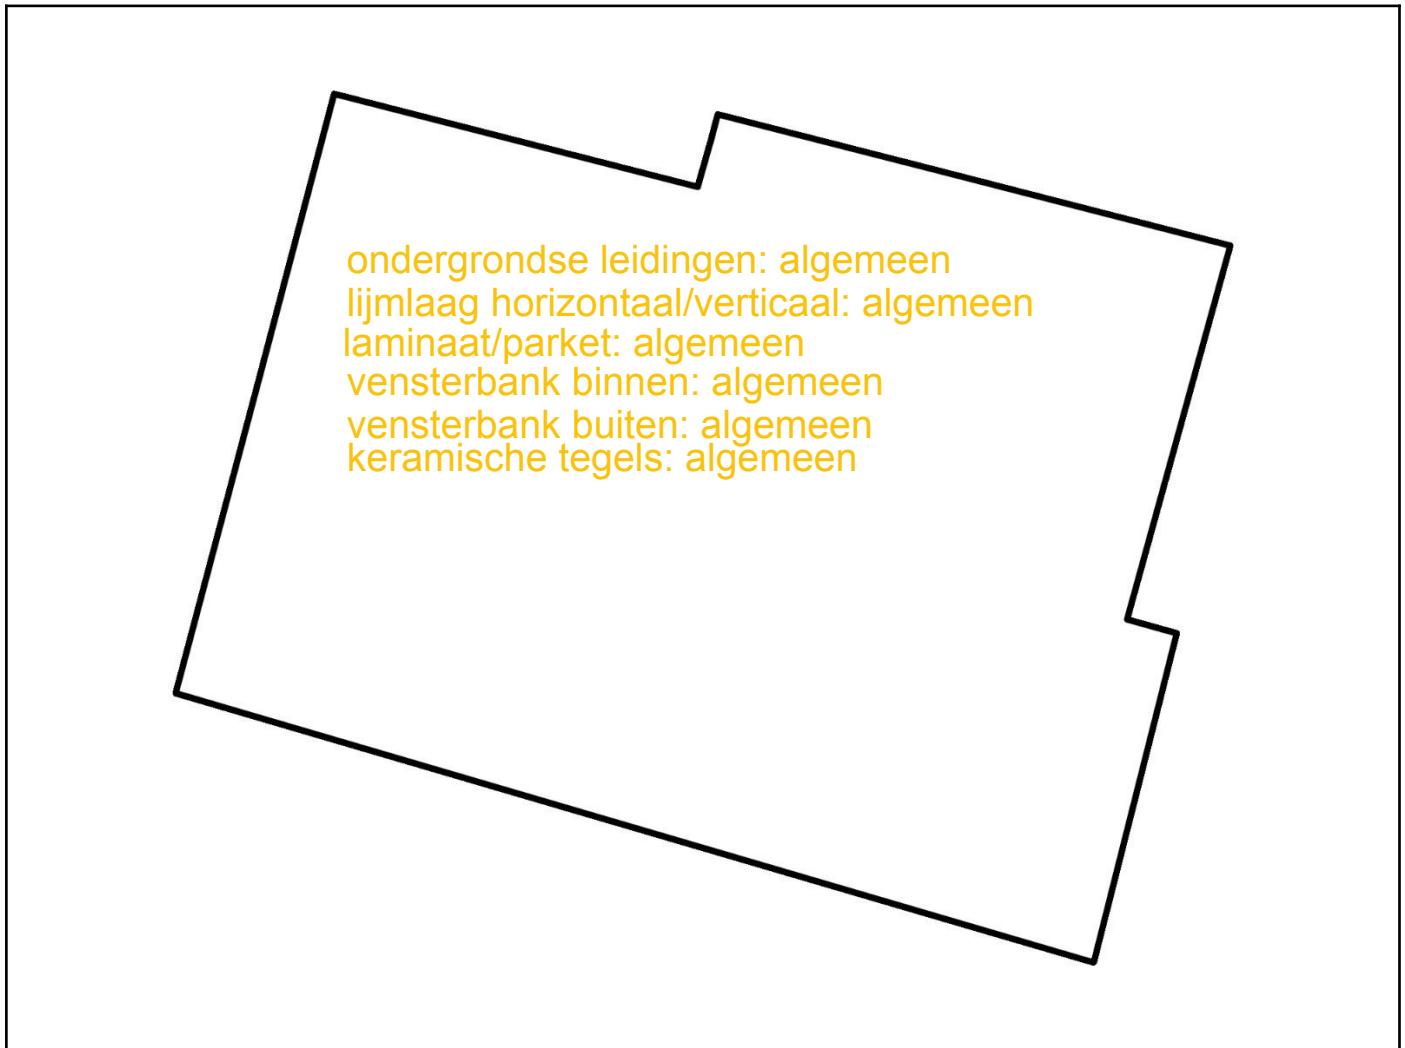 ondergrondse leidingen: algemeen
lijmlaag horizontaal/verticaal: algemeen
laminaat/parket: algemeen
vensterbank binnen: algemeen
vensterbank buiten: algemeen
keramische tegels: algemeen